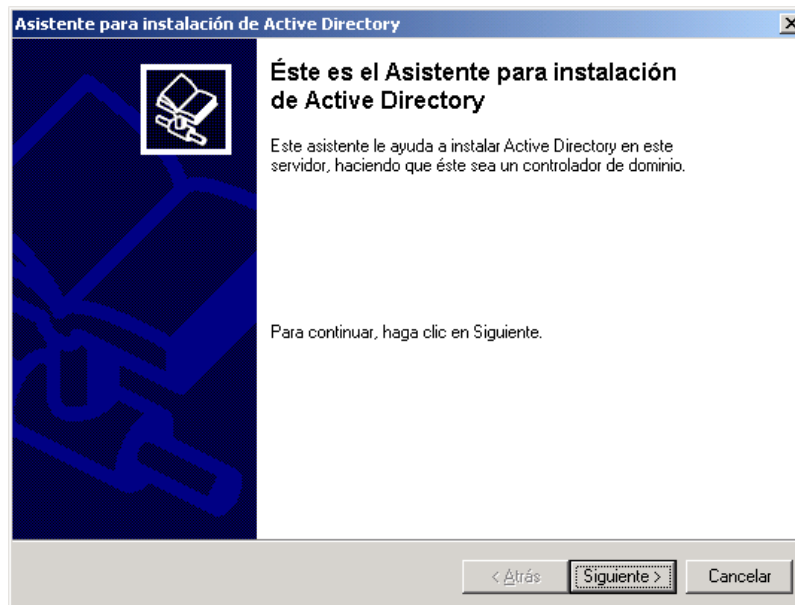 Asistente para instalación de Active Directory
Éste es el Asistente para instalación
de Active Directory
Este asistente le ayuda a instalar Active Directory en este
servidor, haciendo que éste sea un controlador de dominio.
Para continuar, haga clic en Siguiente.
< Atrás
Siguiente >
Cancelar